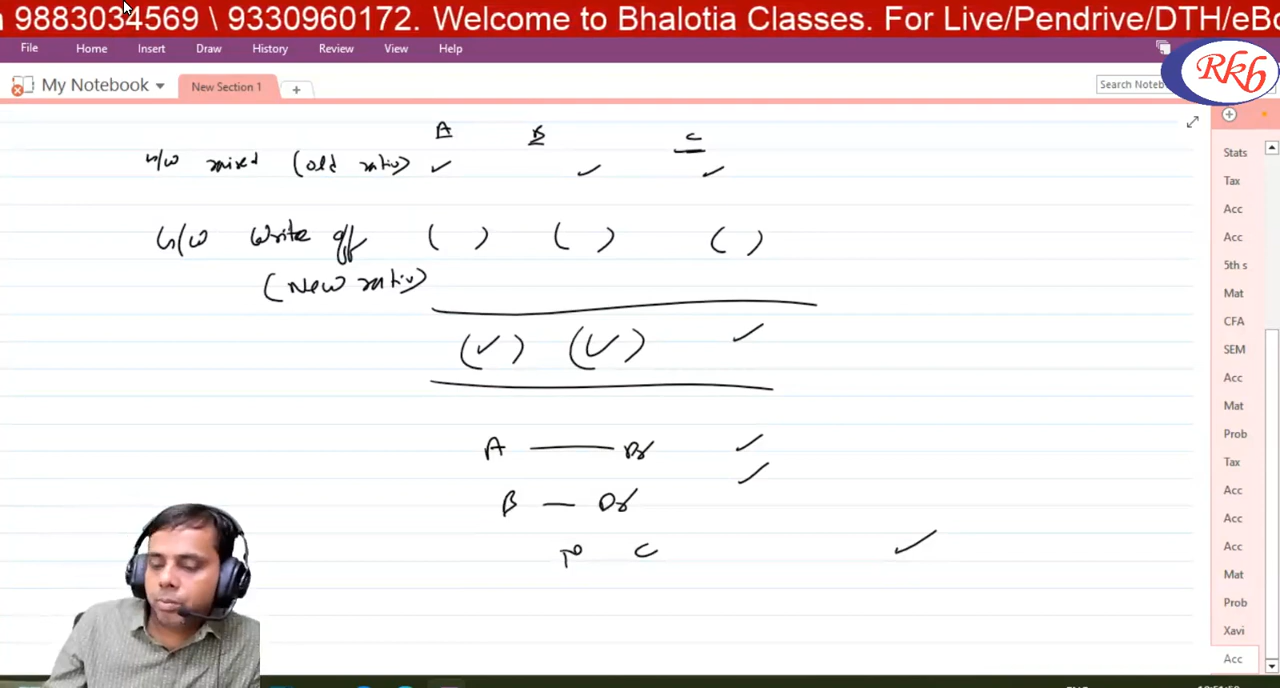 9883034569 \ 9330960172. Welcome to Bhalotia Classes. For Live/Pendrive/DTH/eBo
File Home Insert Draw History Review View Help
Rkb
My Notebook New Section 1 + Search Noteb
A B C
G/W raised (old ratio) ✓ ✓ ✓
G/W write off ( ) ( ) ( )
(New ratio)
(✓) (✓) ✓
A — Dr ✓
✓
B — Dr
To C ✓
Stats
Tax
Acc
Acc
5th s
Mat
CFA
SEM
Acc
Mat
Prob
Tax
Acc
Acc
Acc
Mat
Prob
Xavi
Acc